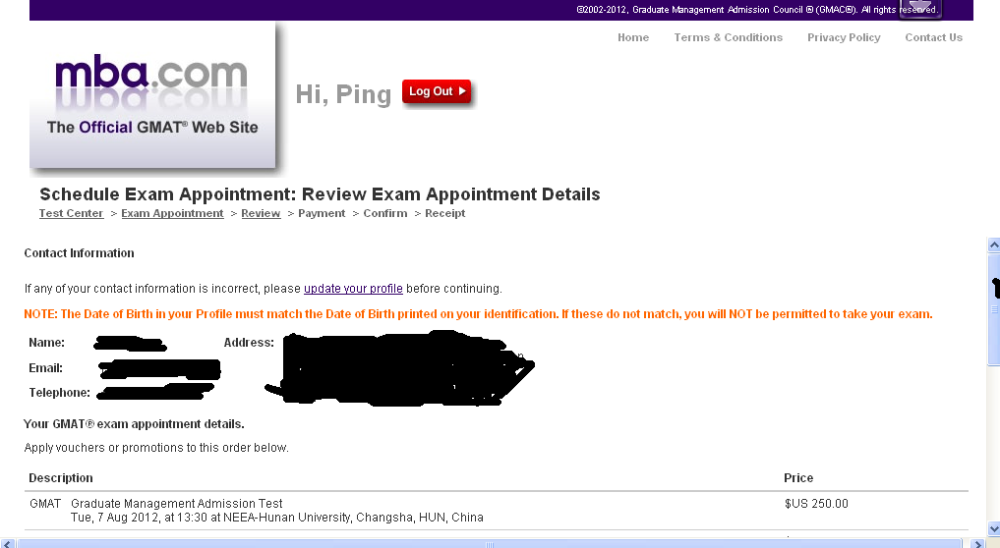 ©2002-2012, Graduate Management Admission Council ® (GMAC®). All rights reserved.
Home Terms & Conditions Privacy Policy Contact Us
mba.com
The Official GMAT® Web Site
Hi, Ping Log Out
Schedule Exam Appointment: Review Exam Appointment Details
Test Center > Exam Appointment > Review > Payment > Confirm > Receipt
Contact Information
If any of your contact information is incorrect, please update your profile before continuing.
NOTE: The Date of Birth in your Profile must match the Date of Birth printed on your identification. If these do not match, you will NOT be permitted to take your exam.
Name: Address:
Email:
Telephone:
Your GMAT® exam appointment details.
Apply vouchers or promotions to this order below.
Description Price
GMAT Graduate Management Admission Test $US 250.00
Tue, 7 Aug 2012, at 13:30 at NEEA-Hunan University, Changsha, HUN, China